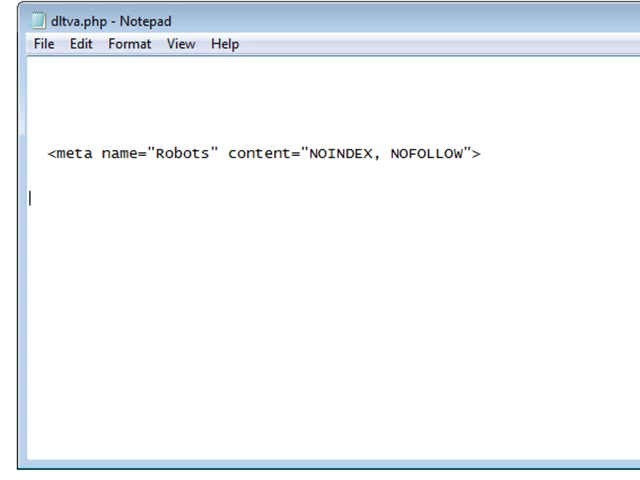 dltva.php - Notepad
File Edit Format View Help
<meta name="Robots" content="NOINDEX, NOFOLLOW">